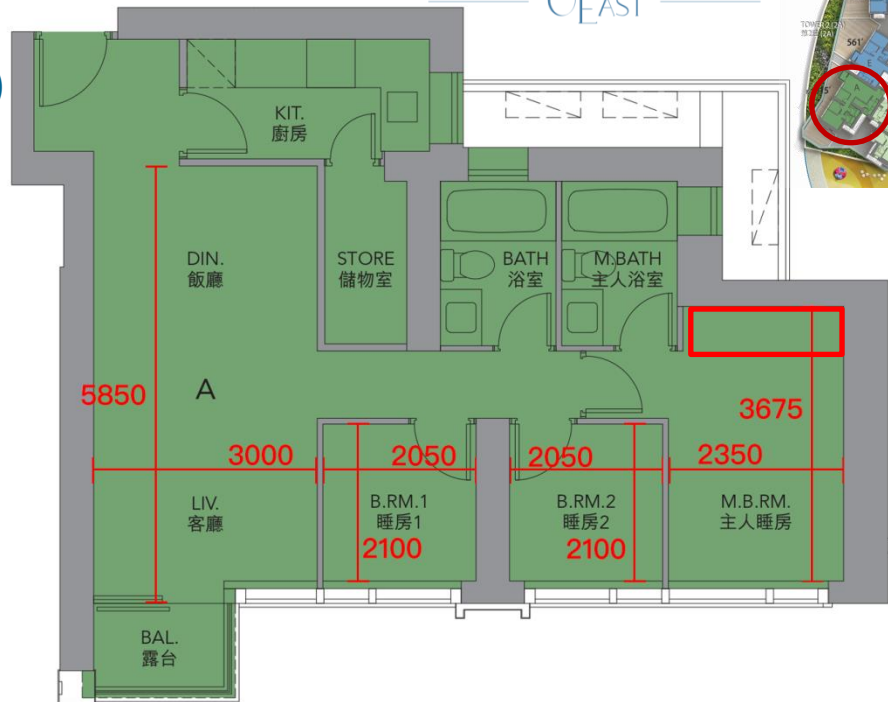 EAST
TOWER 2 (2A)
561'
E
A
KIT.
廚房
DIN.
飯廳
STORE
儲物室
BATH
浴室
M.BATH
主人浴室
5850
A
3675
3000
2050
2050
2350
LIV.
客廳
B.RM.1
睡房1
B.RM.2
睡房2
M.B.RM.
主人睡房
2100
2100
BAL.
露台